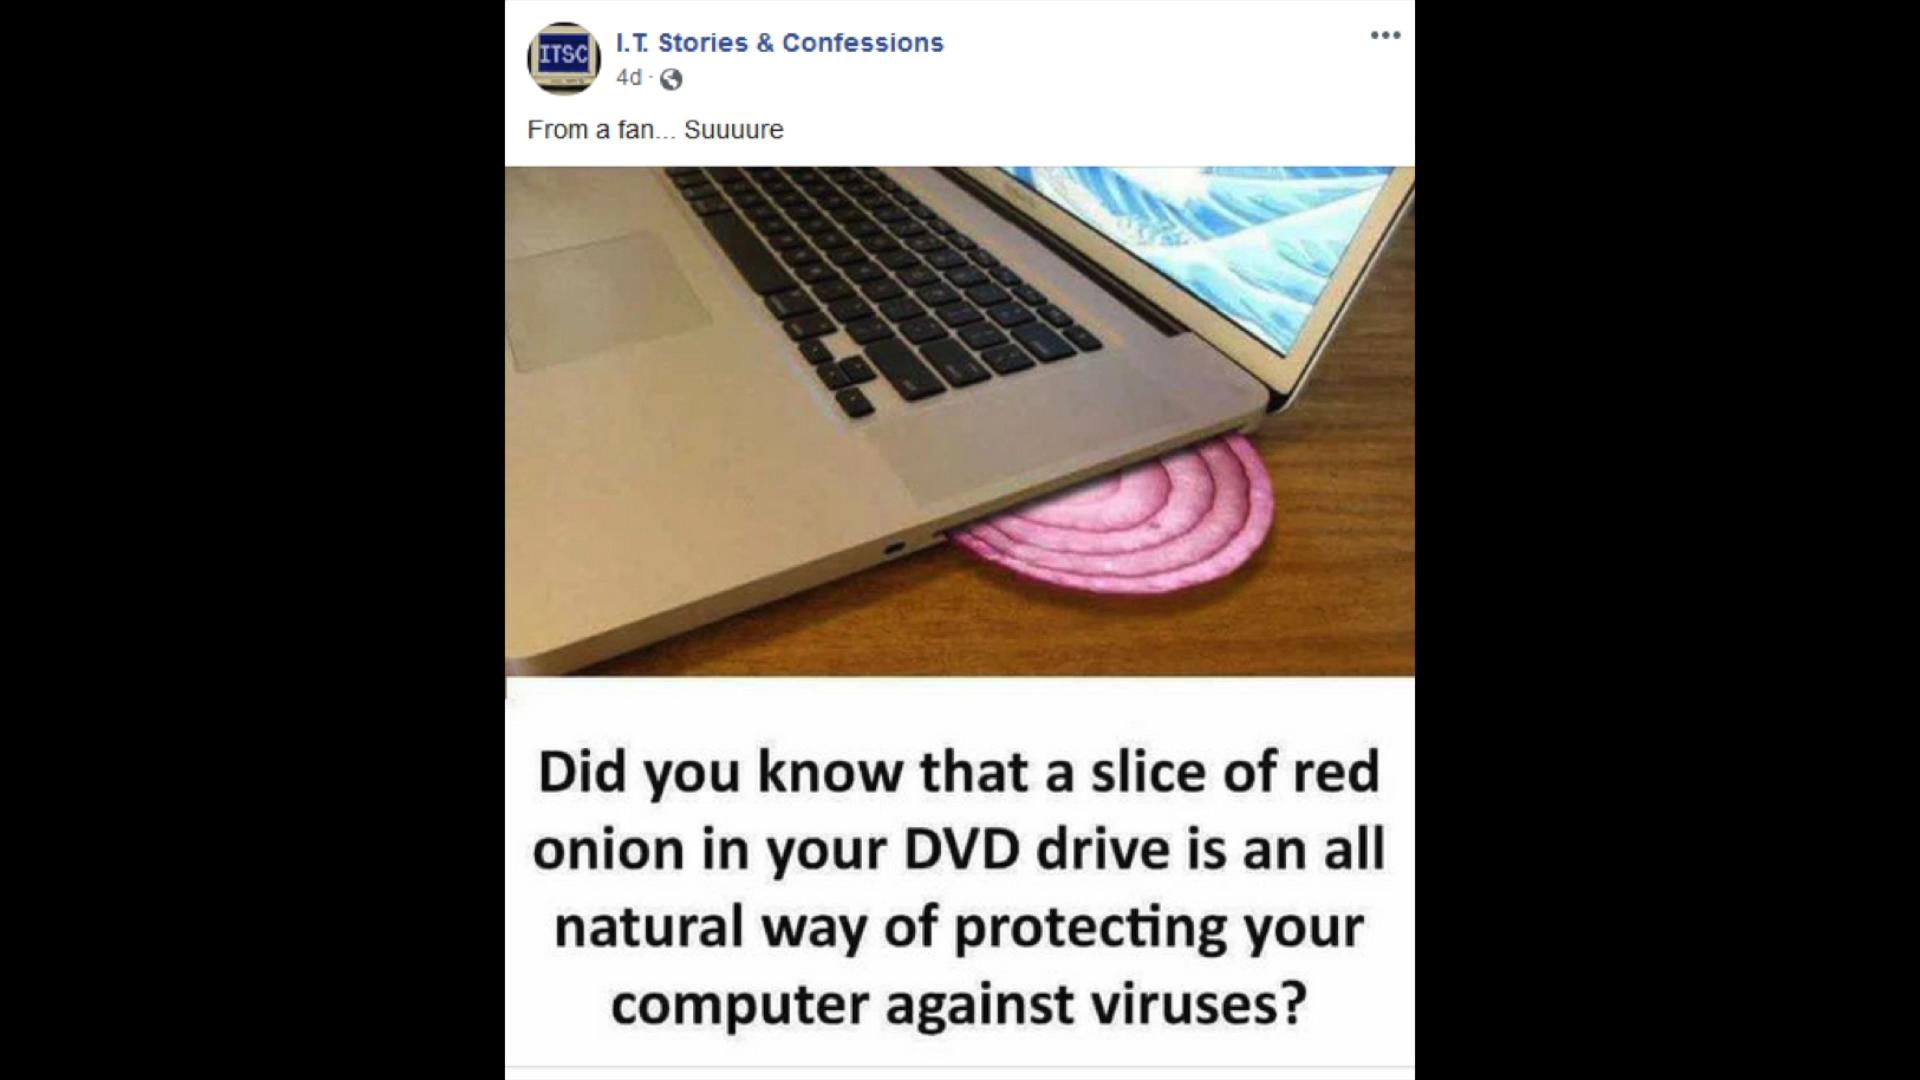 ITSC
I.T. Stories & Confessions
4d ·
From a fan... Suuuure
Did you know that a slice of red
onion in your DVD drive is an all
natural way of protecting your
computer against viruses?